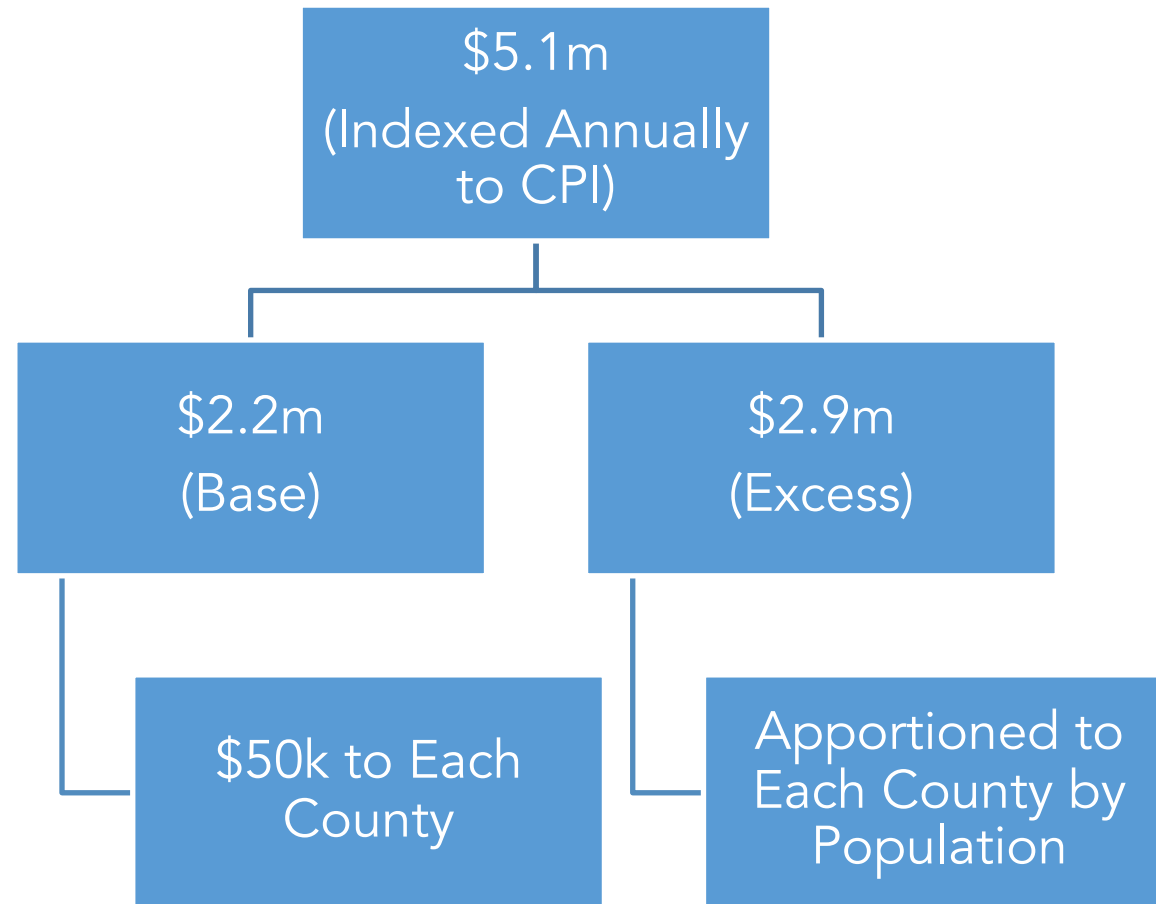 $5.1m
(Indexed Annually
to CPI)
$2.2m
(Base)
$2.9m
(Excess)
$50k to Each
County
Apportioned to
Each County by
Population